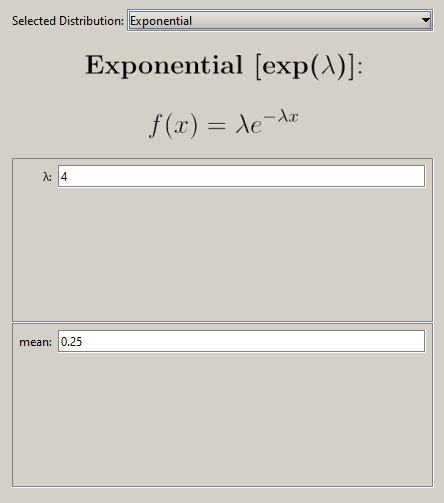 Selected Distribution: Exponential
Exponential [exp(λ)]:
f(x) = λe^{-λx}
λ: 4
mean: 0.25